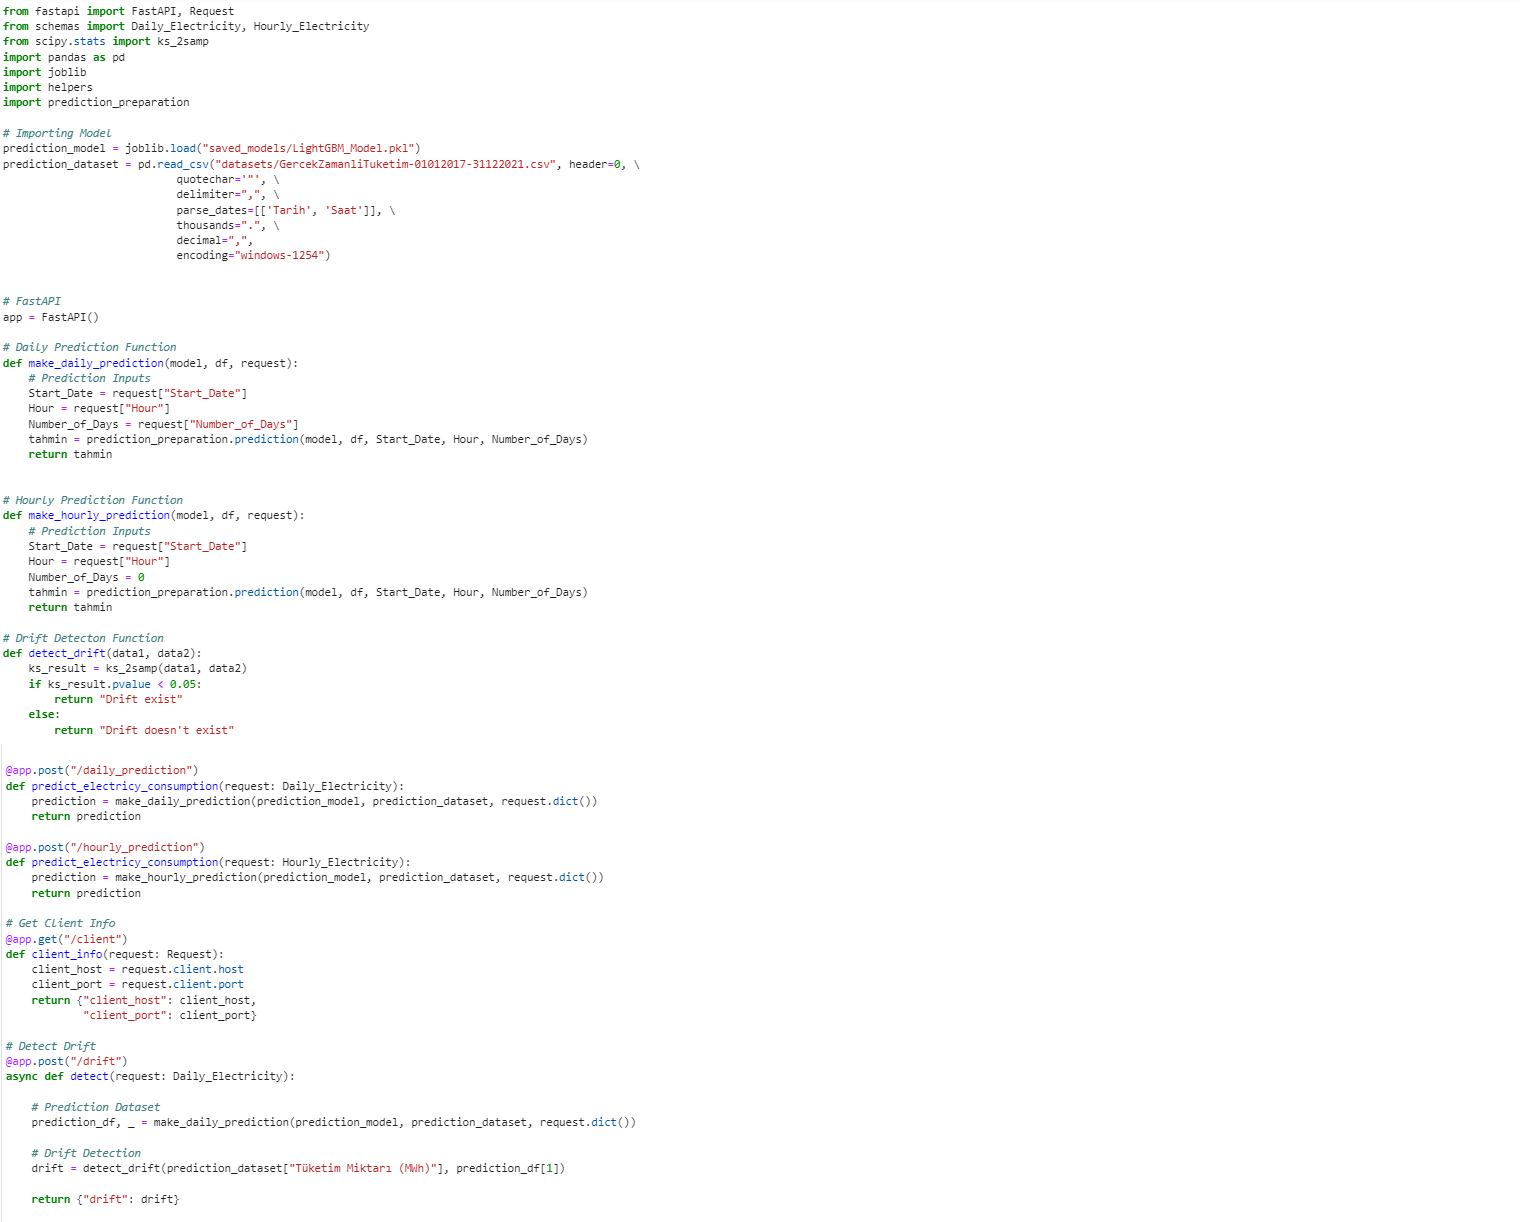 from fastapi import FastAPI, Request
from schemas import Daily_Electricity, Hourly_Electricity
from scipy.stats import ks_2samp
import pandas as pd
import joblib
import helpers
import prediction_preparation

# Importing Model
prediction_model = joblib.load("saved_models/LightGBM_Model.pkl")
prediction_dataset = pd.read_csv("datasets/GercekZamanliTuketim-01012017-31122021.csv", header=0, \
                           quotechar='"', \
                           delimiter=",", \
                           parse_dates=[['Tarih', 'Saat']], \
                           thousands=".", \
                           decimal=",",
                           encoding="windows-1254")


# FastAPI
app = FastAPI()

# Daily Prediction Function
def make_daily_prediction(model, df, request):
    # Prediction Inputs
    Start_Date = request["Start_Date"]
    Hour = request["Hour"]
    Number_of_Days = request["Number_of_Days"]
    tahmin = prediction_preparation.prediction(model, df, Start_Date, Hour, Number_of_Days)
    return tahmin


# Hourly Prediction Function
def make_hourly_prediction(model, df, request):
    # Prediction Inputs
    Start_Date = request["Start_Date"]
    Hour = request["Hour"]
    Number_of_Days = 0
    tahmin = prediction_preparation.prediction(model, df, Start_Date, Hour, Number_of_Days)
    return tahmin

# Drift Detecton Function
def detect_drift(data1, data2):
    ks_result = ks_2samp(data1, data2)
    if ks_result.pvalue < 0.05:
        return "Drift exist"
    else:
        return "Drift doesn't exist"

@app.post("/daily_prediction")
def predict_electricy_consumption(request: Daily_Electricity):
    prediction = make_daily_prediction(prediction_model, prediction_dataset, request.dict())
    return prediction

@app.post("/hourly_prediction")
def predict_electricy_consumption(request: Hourly_Electricity):
    prediction = make_hourly_prediction(prediction_model, prediction_dataset, request.dict())
    return prediction

# Get Client Info
@app.get("/client")
def client_info(request: Request):
    client_host = request.client.host
    client_port = request.client.port
    return {"client_host": client_host,
            "client_port": client_port}

# Detect Drift
@app.post("/drift")
async def detect(request: Daily_Electricity):

    # Prediction Dataset
    prediction_df, _ = make_daily_prediction(prediction_model, prediction_dataset, request.dict())

    # Drift Detection
    drift = detect_drift(prediction_dataset["Tüketim Miktarı (MWh)"], prediction_df[1])

    return {"drift": drift}